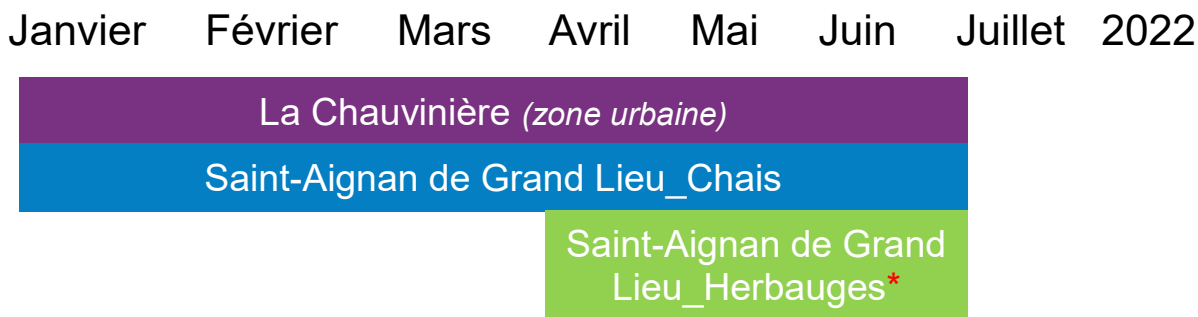 Janvier Février Mars Avril Mai Juin Juillet 2022
La Chauvinière (zone urbaine)
Saint-Aignan de Grand Lieu_Chais
Saint-Aignan de Grand
Lieu_Herbauges*